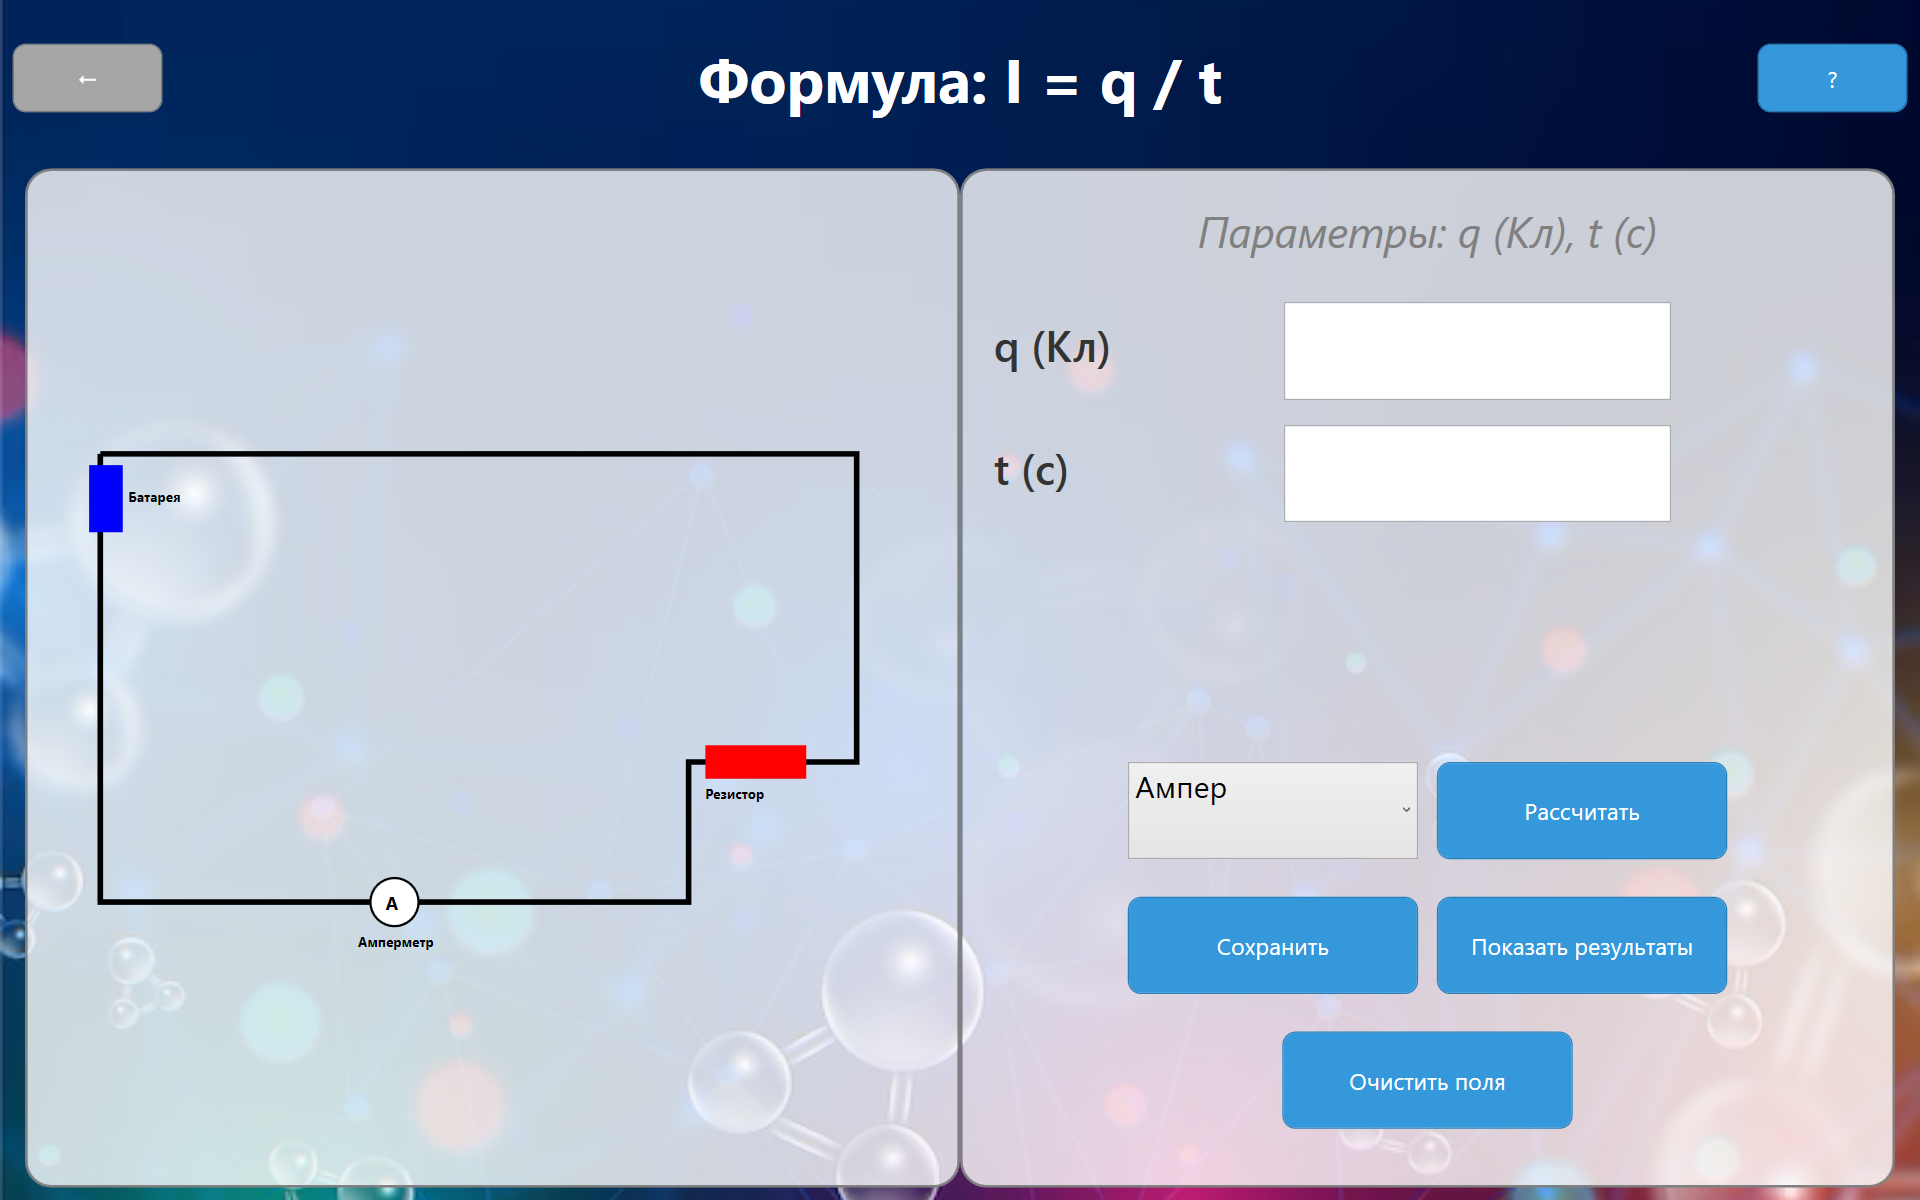 ←
Формула: I = q / t
?
Батарея
Резистор
A
Амперметр
Параметры: q (Кл), t (с)
q (Кл)
t (с)
Ампер
Рассчитать
Сохранить
Показать результаты
Очистить поля